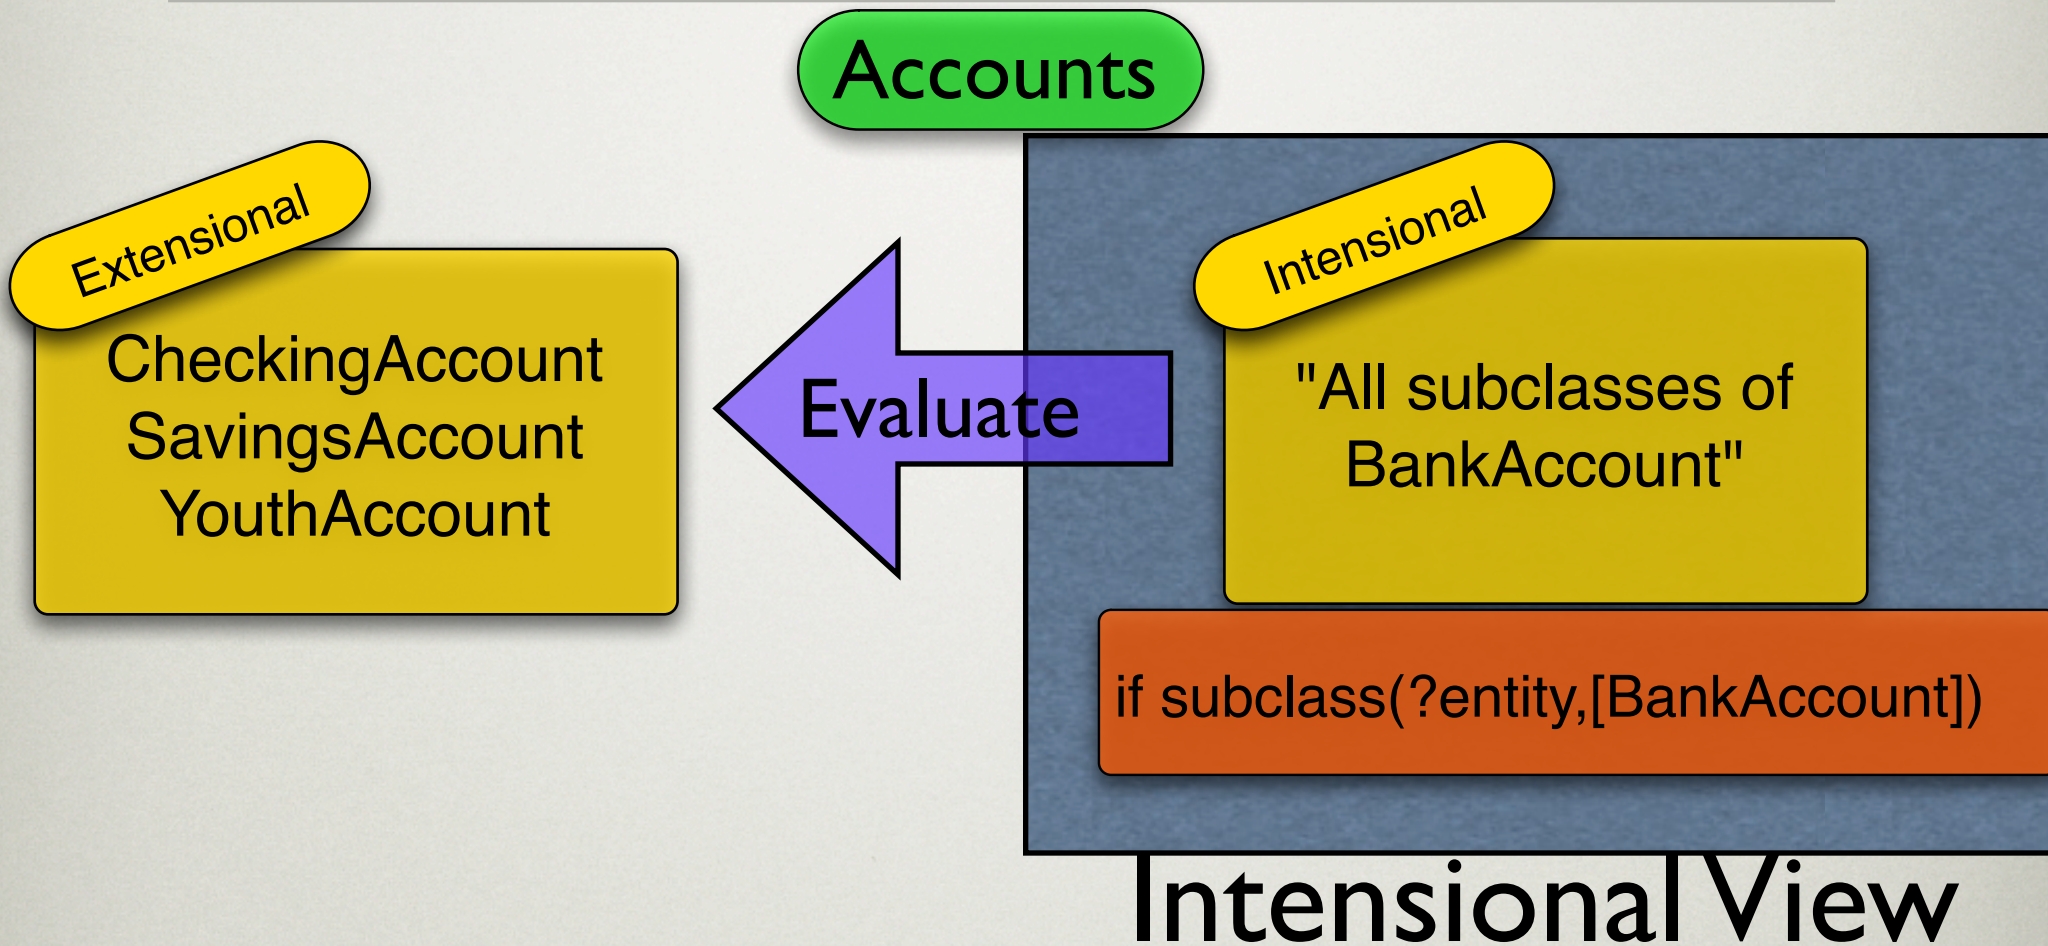 Accounts
Extensional
CheckingAccount
SavingsAccount
YouthAccount
Evaluate
Intensional
"All subclasses of
BankAccount"
if subclass(?entity,[BankAccount])
Intensional View